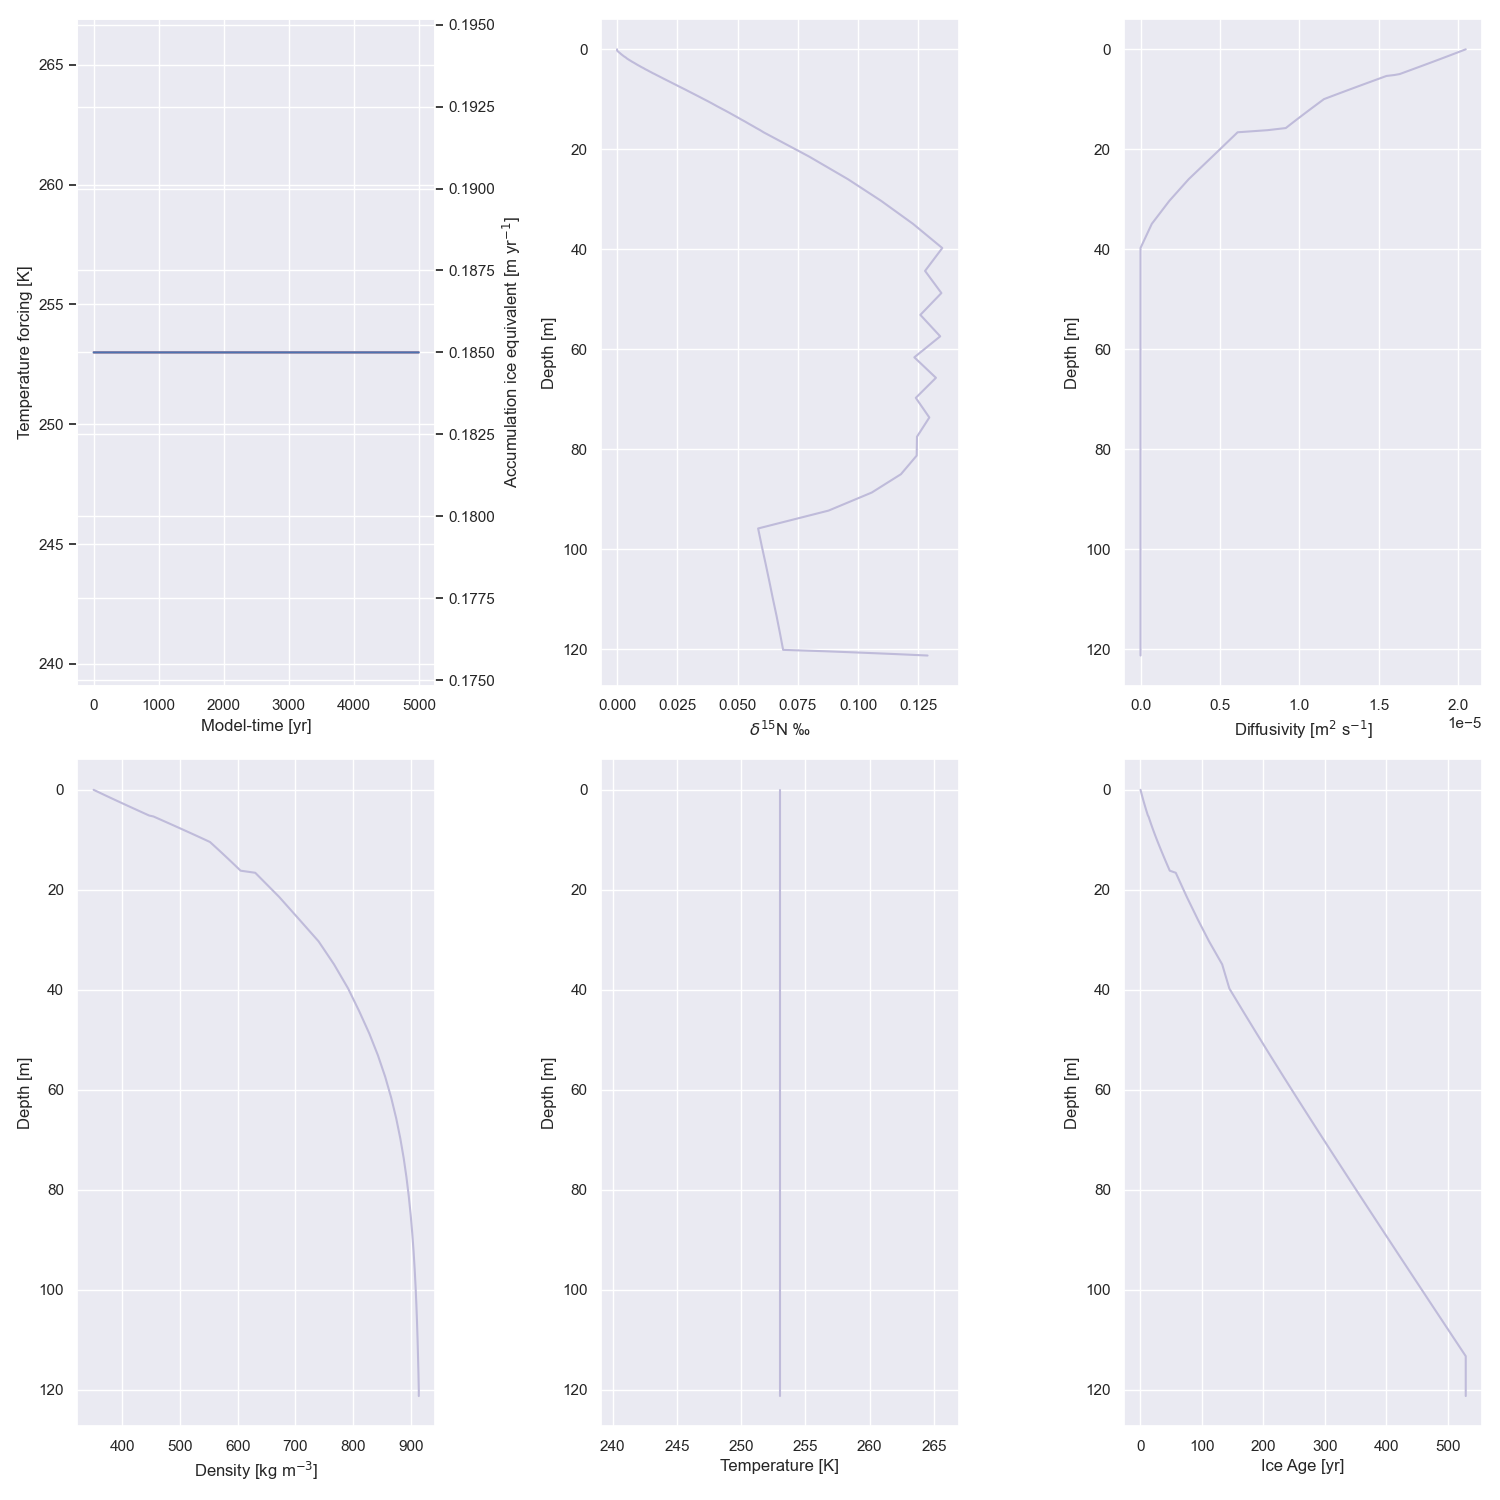 265
260
255
250
245
240
Temperature forcing [K]
0 1000 2000 3000 4000 5000
Model-time [yr]
0.1950
0.1925
0.1900
0.1875
0.1850
0.1825
0.1800
0.1775
0.1750
Accumulation ice equivalent [m yr⁻¹]
0
20
40
60
80
100
120
Depth [m]
0.000 0.025 0.050 0.075 0.100 0.125
δ¹⁵N ‰
0
20
40
60
80
100
120
Depth [m]
0.0 0.5 1.0 1.5 2.0
1e−5
Diffusivity [m² s⁻¹]
0
20
40
60
80
100
120
Depth [m]
400 500 600 700 800 900
Density [kg m⁻³]
0
20
40
60
80
100
120
Depth [m]
240 245 250 255 260 265
Temperature [K]
0
20
40
60
80
100
120
Depth [m]
0 100 200 300 400 500
Ice Age [yr]